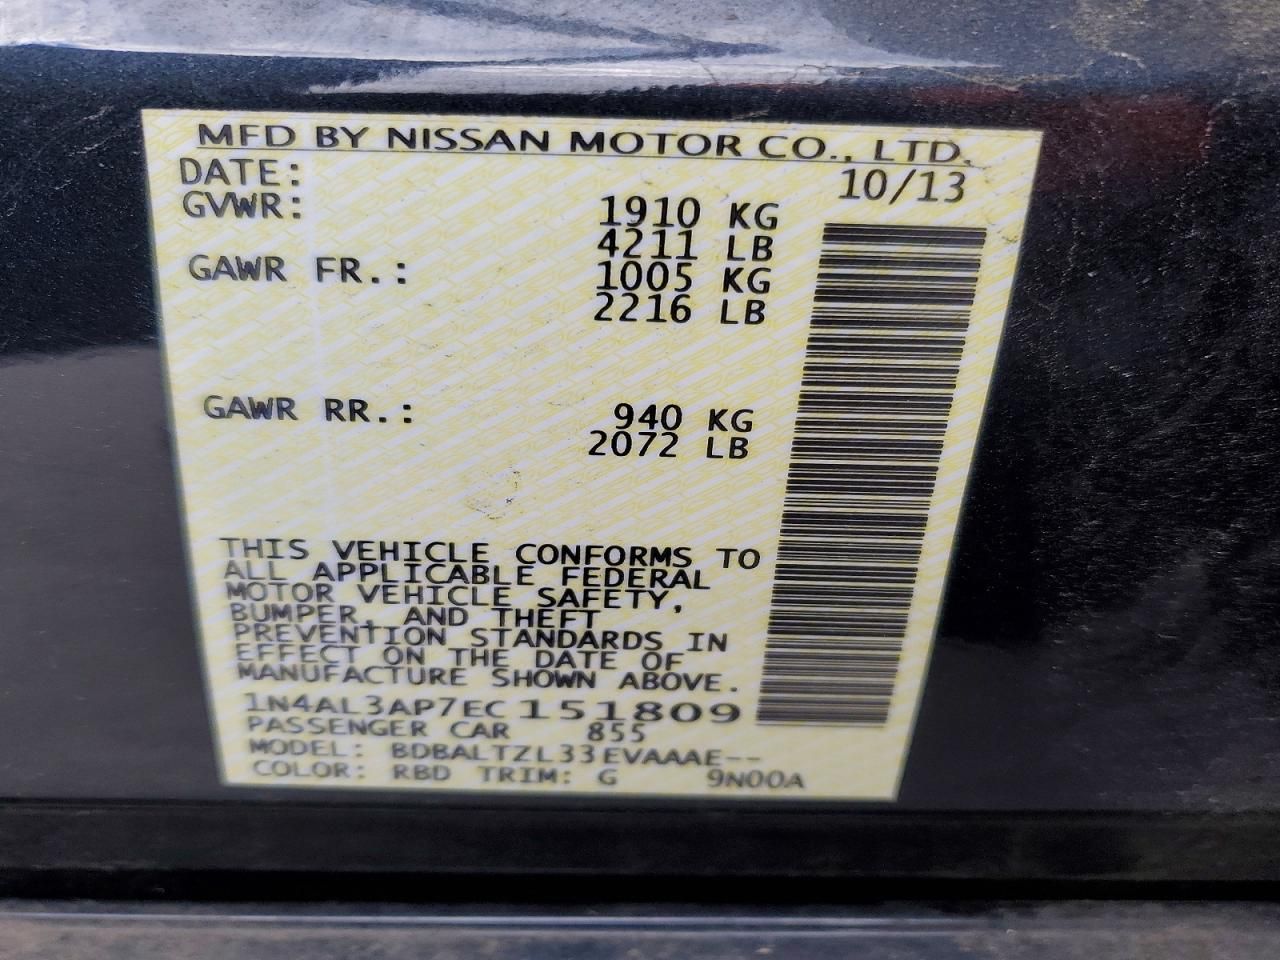 MFD BY NISSAN MOTOR CO., LTD.
DATE: 10/13
GVWR: 1910 KG
4211 LB
GAWR FR.: 1005 KG
2216 LB
GAWR RR.: 940 KG
2072 LB
THIS VEHICLE CONFORMS TO
ALL APPLICABLE FEDERAL
MOTOR VEHICLE SAFETY,
BUMPER, AND THEFT
PREVENTION STANDARDS IN
EFFECT ON THE DATE OF
MANUFACTURE SHOWN ABOVE.
1N4AL3AP7EC151809
PASSENGER CAR 855
MODEL: BDBALTZL33EVAAAE--
COLOR: RBD TRIM: G 9N00A